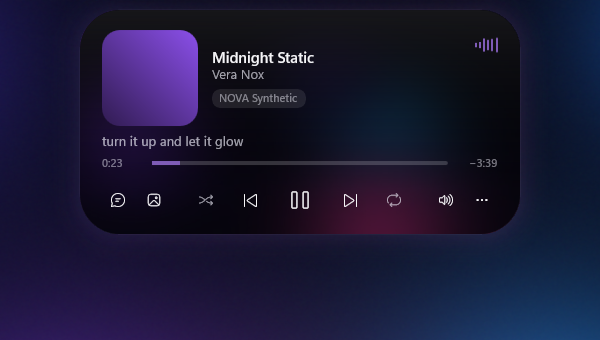 Midnight Static
Vera Nox
NOVA Synthetic
turn it up and let it glow
0:23
−3:39